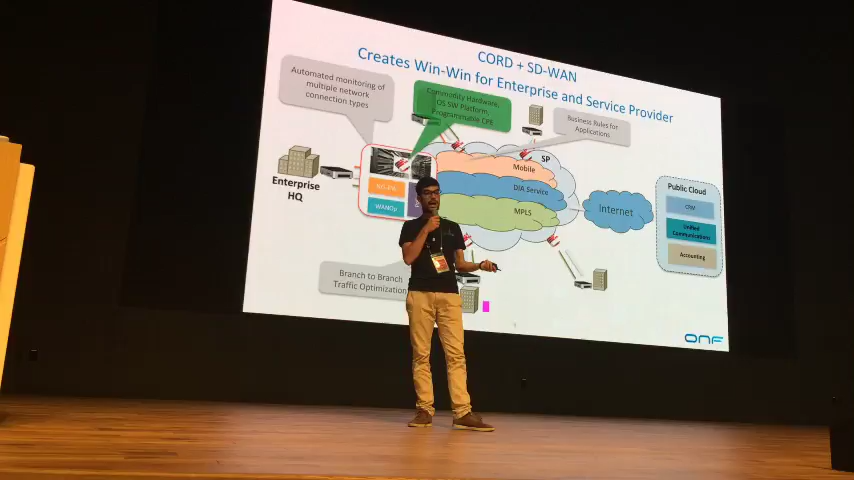 CORD + SD-WAN
Creates Win-Win for Enterprise and Service Provider
Automated monitoring of
multiple network
connection types
Commodity Hardware,
OS SW Platform,
Programmable CPE
Business Rules for
Applications
SP
Mobile
DIA Service
MPLS
Internet
Public Cloud
Unified
Communications
Accounting
Enterprise
HQ
WANOp
Branch to Branch
Traffic Optimization
ONF